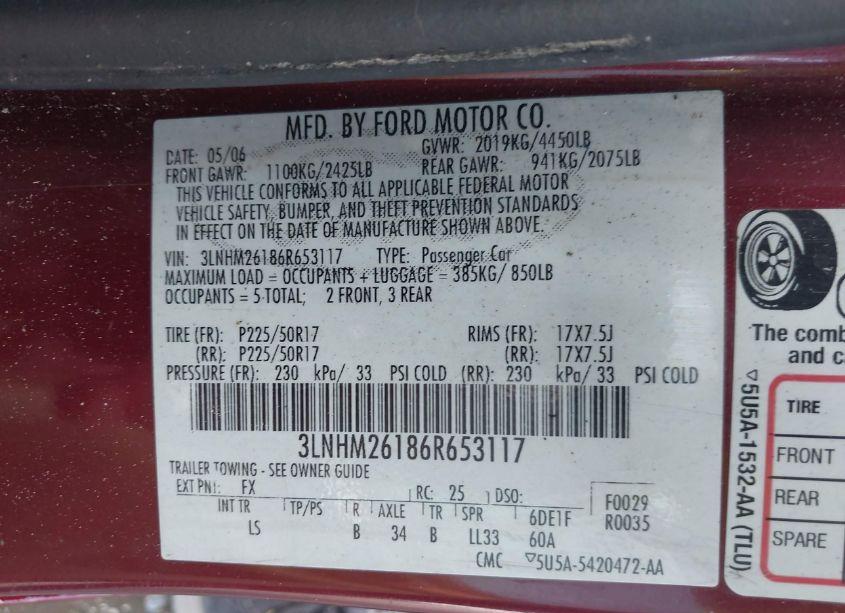 MFD. BY FORD MOTOR CO.
DATE: 05/06 GVWR: 2019KG/4450LB
FRONT GAWR: 1100KG/2425LB REAR GAWR: 941KG/2075LB
THIS VEHICLE CONFORMS TO ALL APPLICABLE FEDERAL MOTOR
VEHICLE SAFETY, BUMPER, AND THEFT PREVENTION STANDARDS
IN EFFECT ON THE DATE OF MANUFACTURE SHOWN ABOVE.
VIN: 3LNHM26186R653117 TYPE: Passenger Car
MAXIMUM LOAD = OCCUPANTS + LUGGAGE = 385KG/ 850LB
OCCUPANTS = 5 TOTAL; 2 FRONT, 3 REAR
TIRE (FR): P225/50R17 RIMS (FR): 17X7.5J
(RR): P225/50R17 (RR): 17X7.5J
PRESSURE (FR): 230 kPa/ 33 PSI COLD (RR): 230 kPa/ 33 PSI COLD
3LNHM26186R653117
TRAILER TOWING - SEE OWNER GUIDE
EXT PNT: FX RC: 25 DSO: F0029
INT TR TP/PS R AXLE TR SPR 6DE1F R0035
LS B 34 B LL33 60A
CMC ▽5U5A-5420472-AA
The comb
and c
▽5U5A-1532-AA (TLU)
TIRE
FRONT
REAR
SPARE